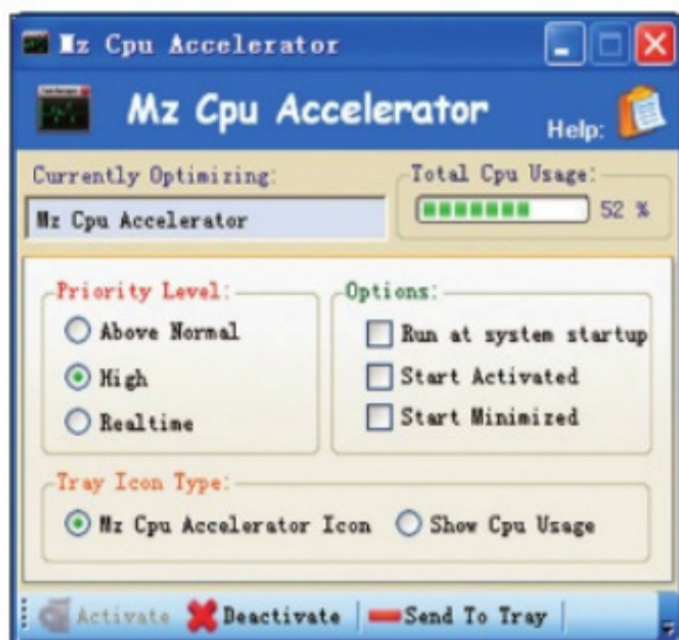 Mz Cpu Accelerator
Mz Cpu Accelerator
Help:
Currently Optimizing:
Total Cpu Usage:
Mz Cpu Accelerator
52 %
Priority Level:
Above Normal
High
Realtime
Options:
Run at system startup
Start Activated
Start Minimized
Tray Icon Type:
Mz Cpu Accelerator Icon
Show Cpu Usage
Activate
Deactivate
Send To Tray